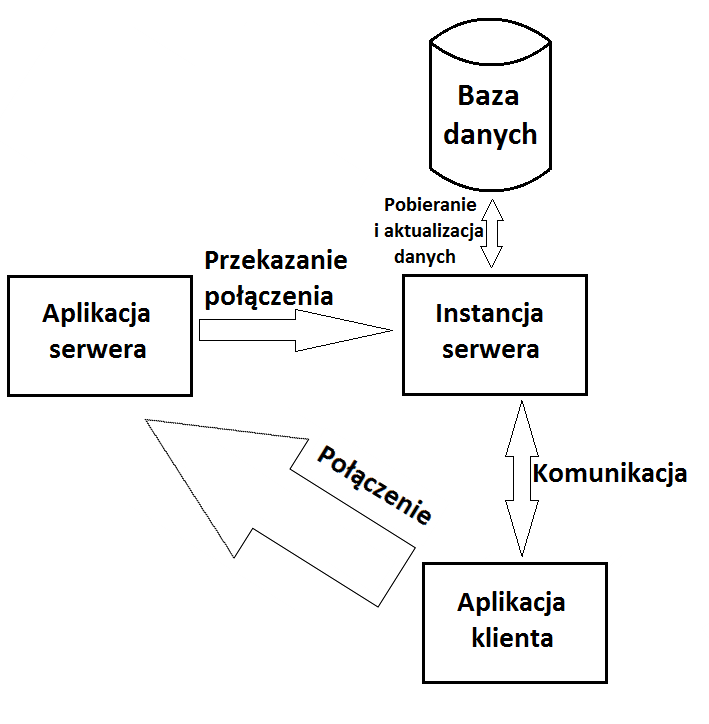 Baza
danych
Pobieranie
i aktualizacja
danych
Przekazanie
połączenia
Aplikacja
serwera
Instancja
serwera
Połączenie
Komunikacja
Aplikacja
klienta